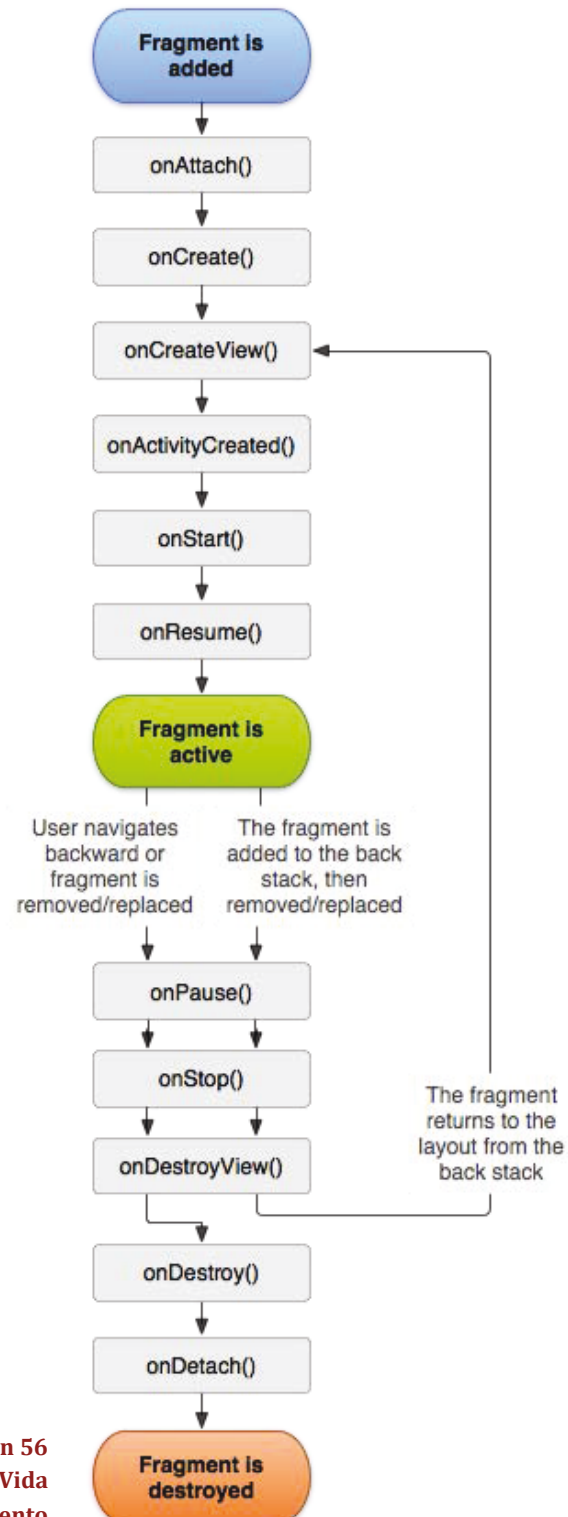 Fragment is
added
onAttach()
onCreate()
onCreateView()
onActivityCreated()
onStart()
onResume()
Fragment is
active
User navigates
backward or
fragment is
removed/replaced
The fragment is
added to the back
stack, then
removed/replaced
onPause()
onStop()
onDestroyView()
The fragment
returns to the
layout from the
back stack
onDestroy()
onDetach()
Fragment is
destroyed
n 56
Vida
ento